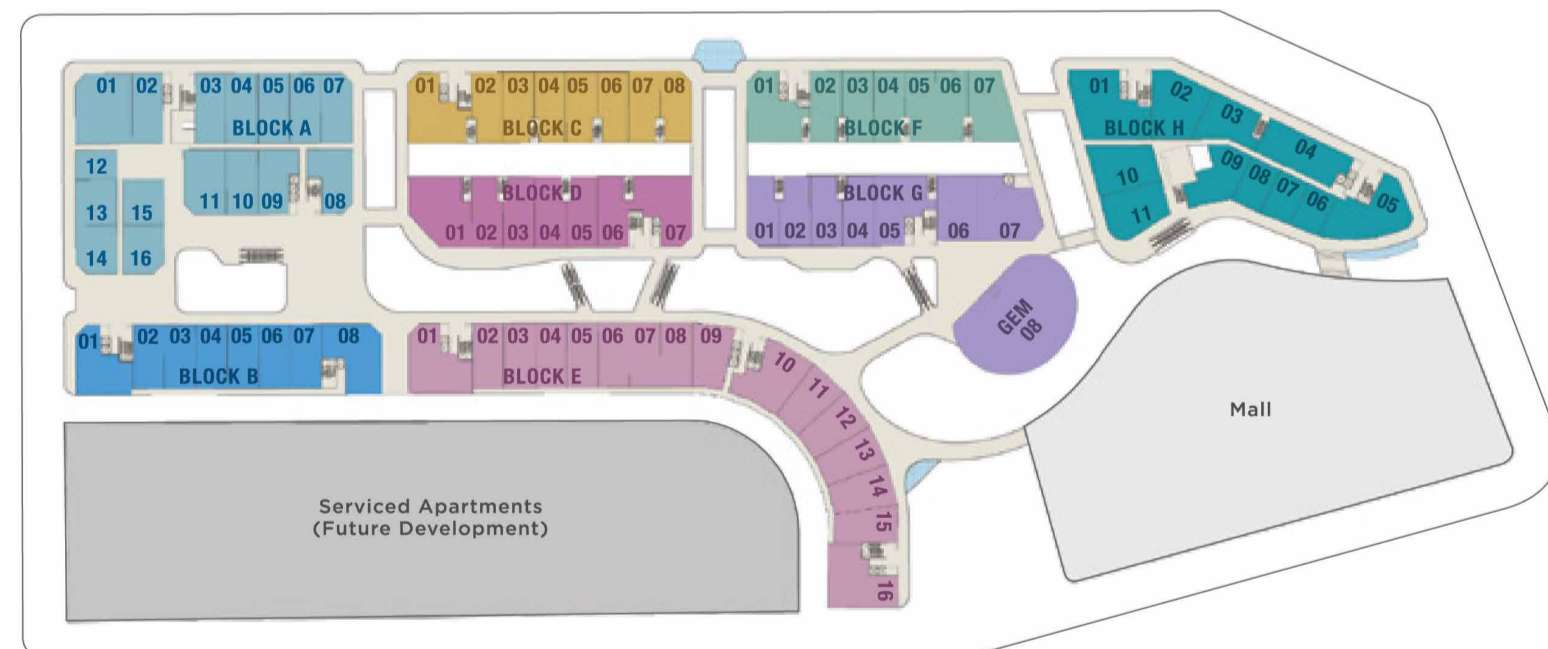 01 02 03 04 05 06 07
BLOCK A
12
11 10 09 08
13 15
14 16
01 02 03 04 05 06 07 08
BLOCK C
BLOCK D
01 02 03 04 05 06 07
01 02 03 04 05 06 07
BLOCK F
BLOCK G
01 02 03 04 05 06 07
GEM
08
01 02
03
BLOCK H
04
09
08
07
06
05
10
11
01 02 03 04 05 06 07 08
BLOCK B
01 02 03 04 05 06 07 08 09
BLOCK E
10
11
12
13
14
15
16
Mall
Serviced Apartments
(Future Development)